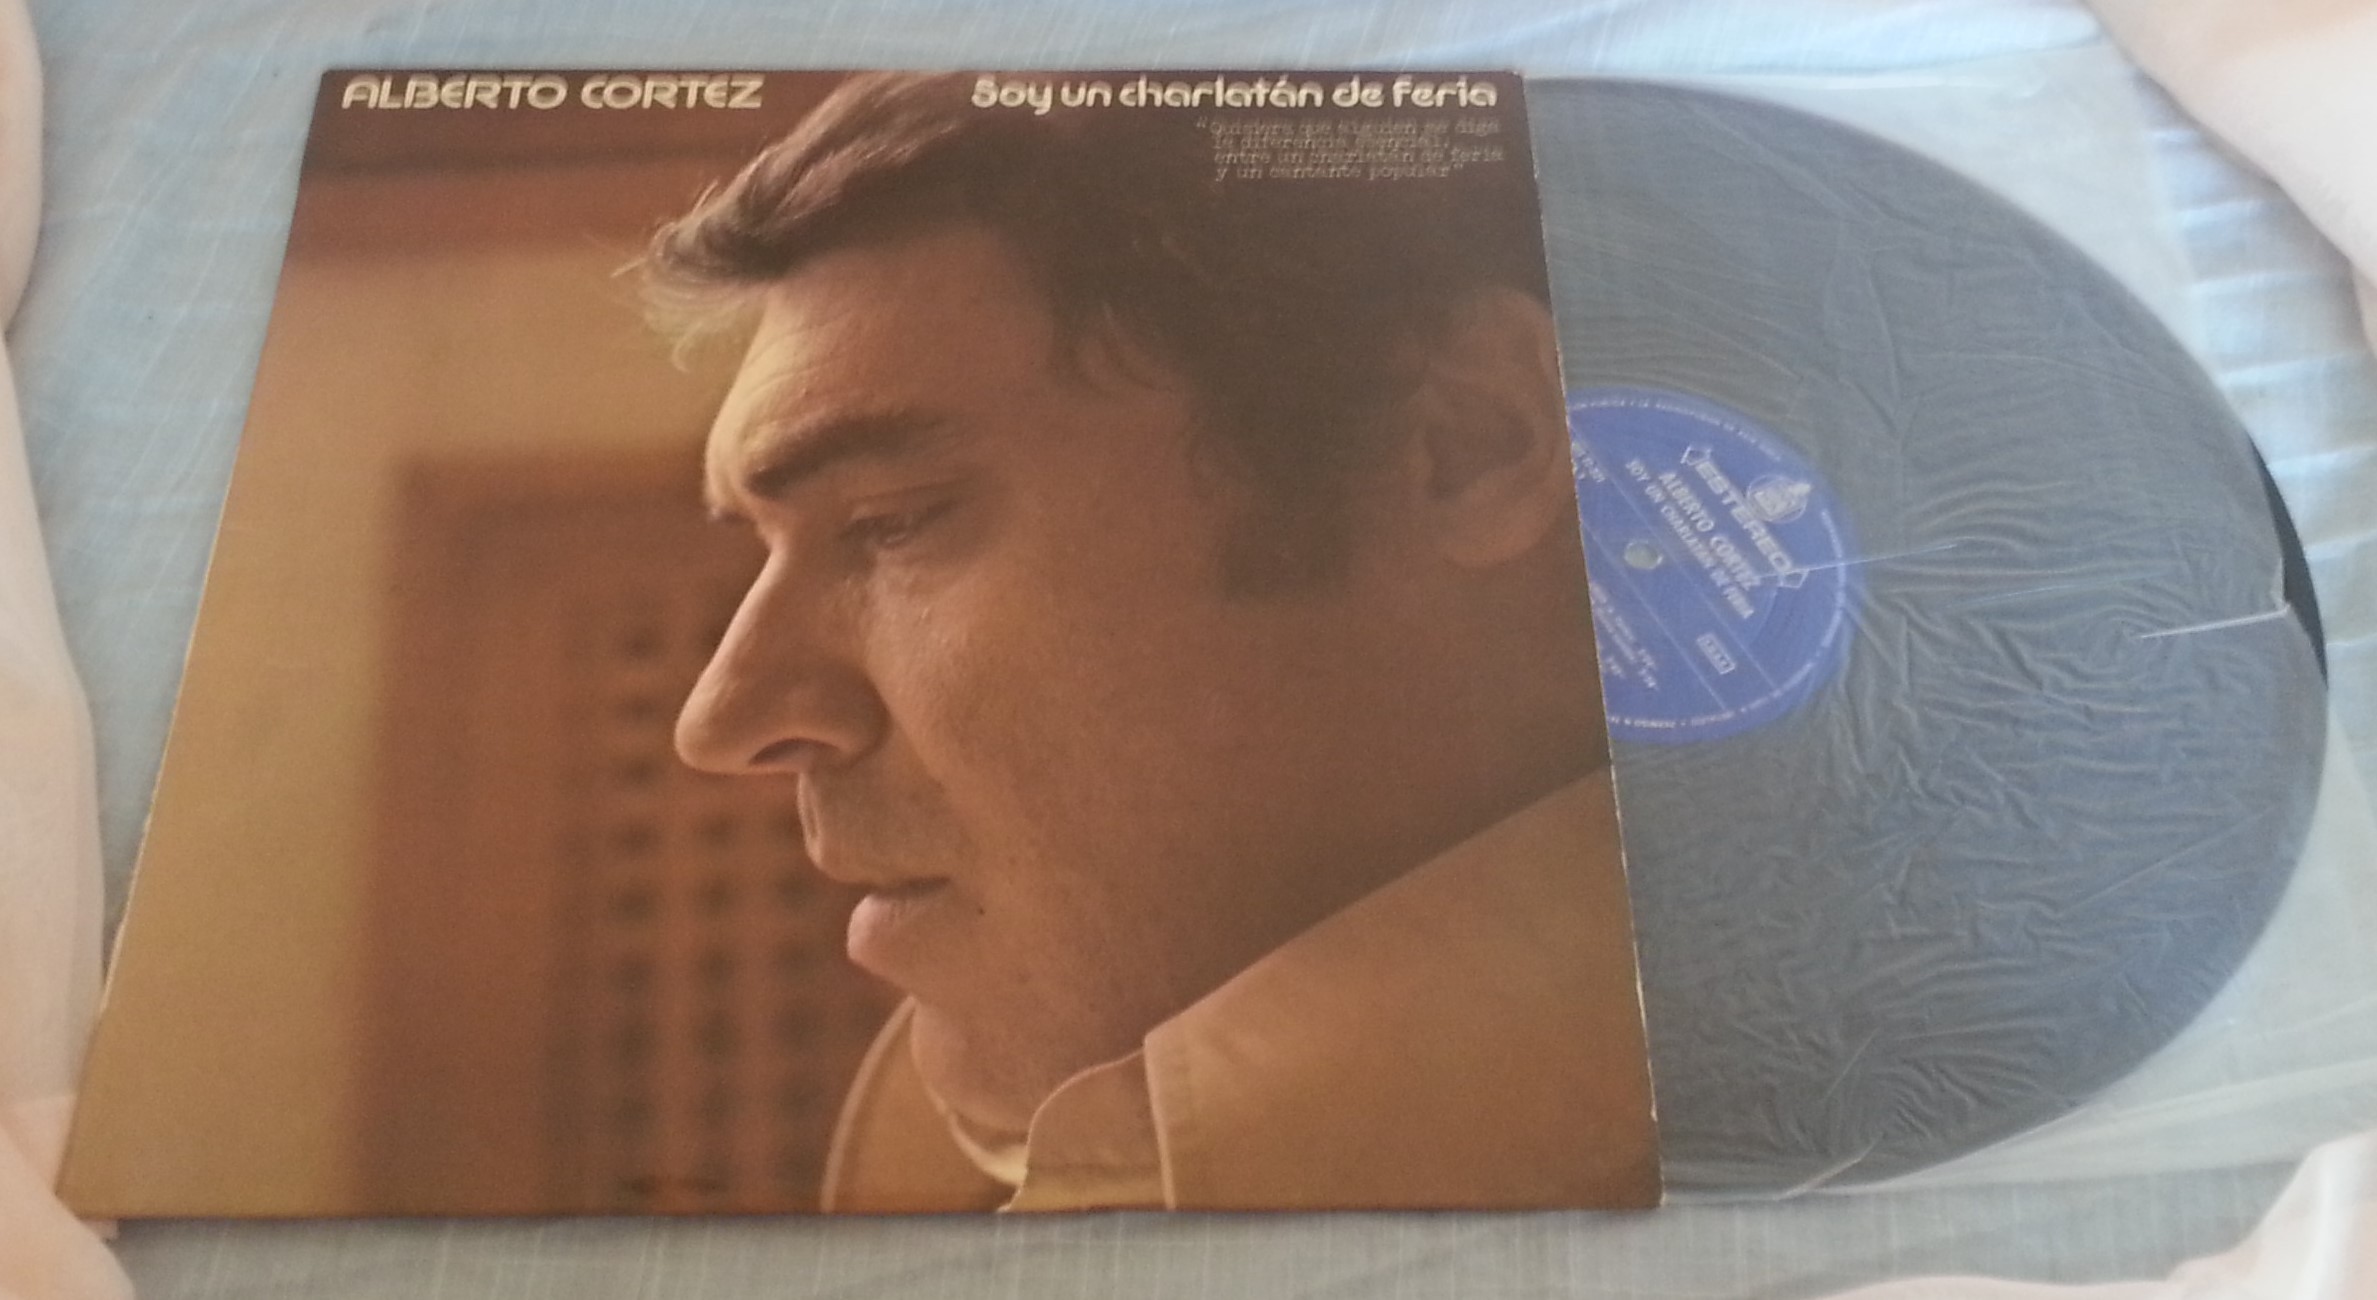 ALBERTO CORTEZ
Soy un charlatán de feria
"Quisiera que alguien me diga
la diferencia esencial,
entre un charlatán de feria
y un cantante popular"
ESTEREO
ALBERTO CORTEZ
SOY UN CHARLATÁN DE FERIA